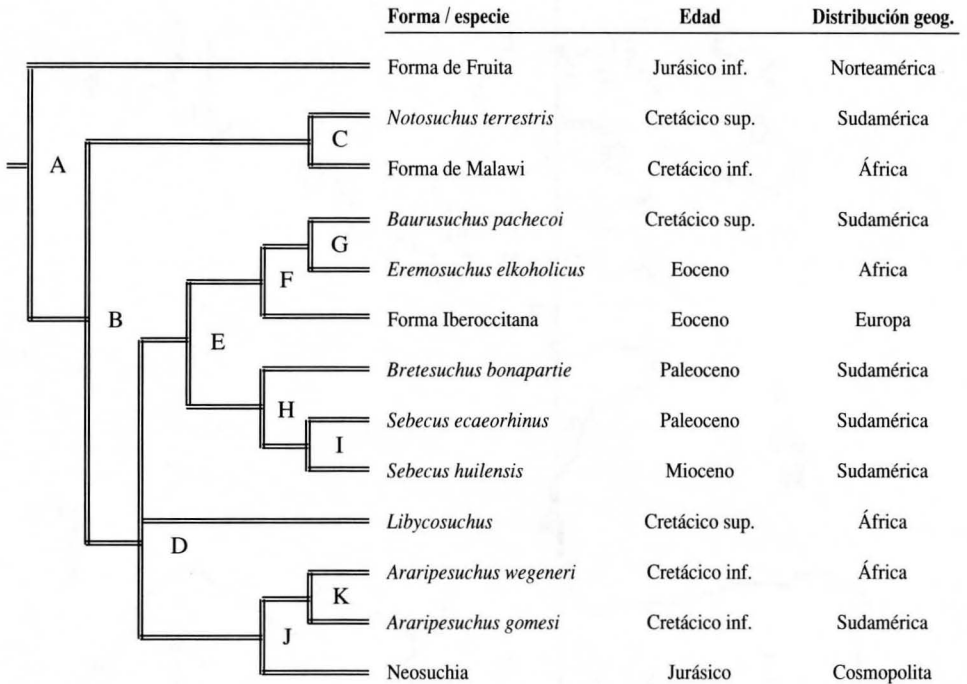 Forma / especie Edad Distribución geog.
Forma de Fruita Jurásico inf. Norteamérica
Notosuchus terrestris Cretácico sup. Sudamérica
C
A
Forma de Malawi Cretácico inf. África
Baurusuchus pachecoi Cretácico sup. Sudamérica
G
Eremosuchus elkoholicus Eoceno Africa
F
B
Forma Iberoccitana Eoceno Europa
E
Bretesuchus bonapartie Paleoceno Sudamérica
H
Sebecus ecaeorhinus Paleoceno Sudamérica
I
Sebecus huilensis Mioceno Sudamérica
Libycosuchus Cretácico sup. África
D
Araripesuchus wegeneri Cretácico inf. África
K
Araripesuchus gomesi Cretácico inf. Sudamérica
J
Neosuchia Jurásico Cosmopolita